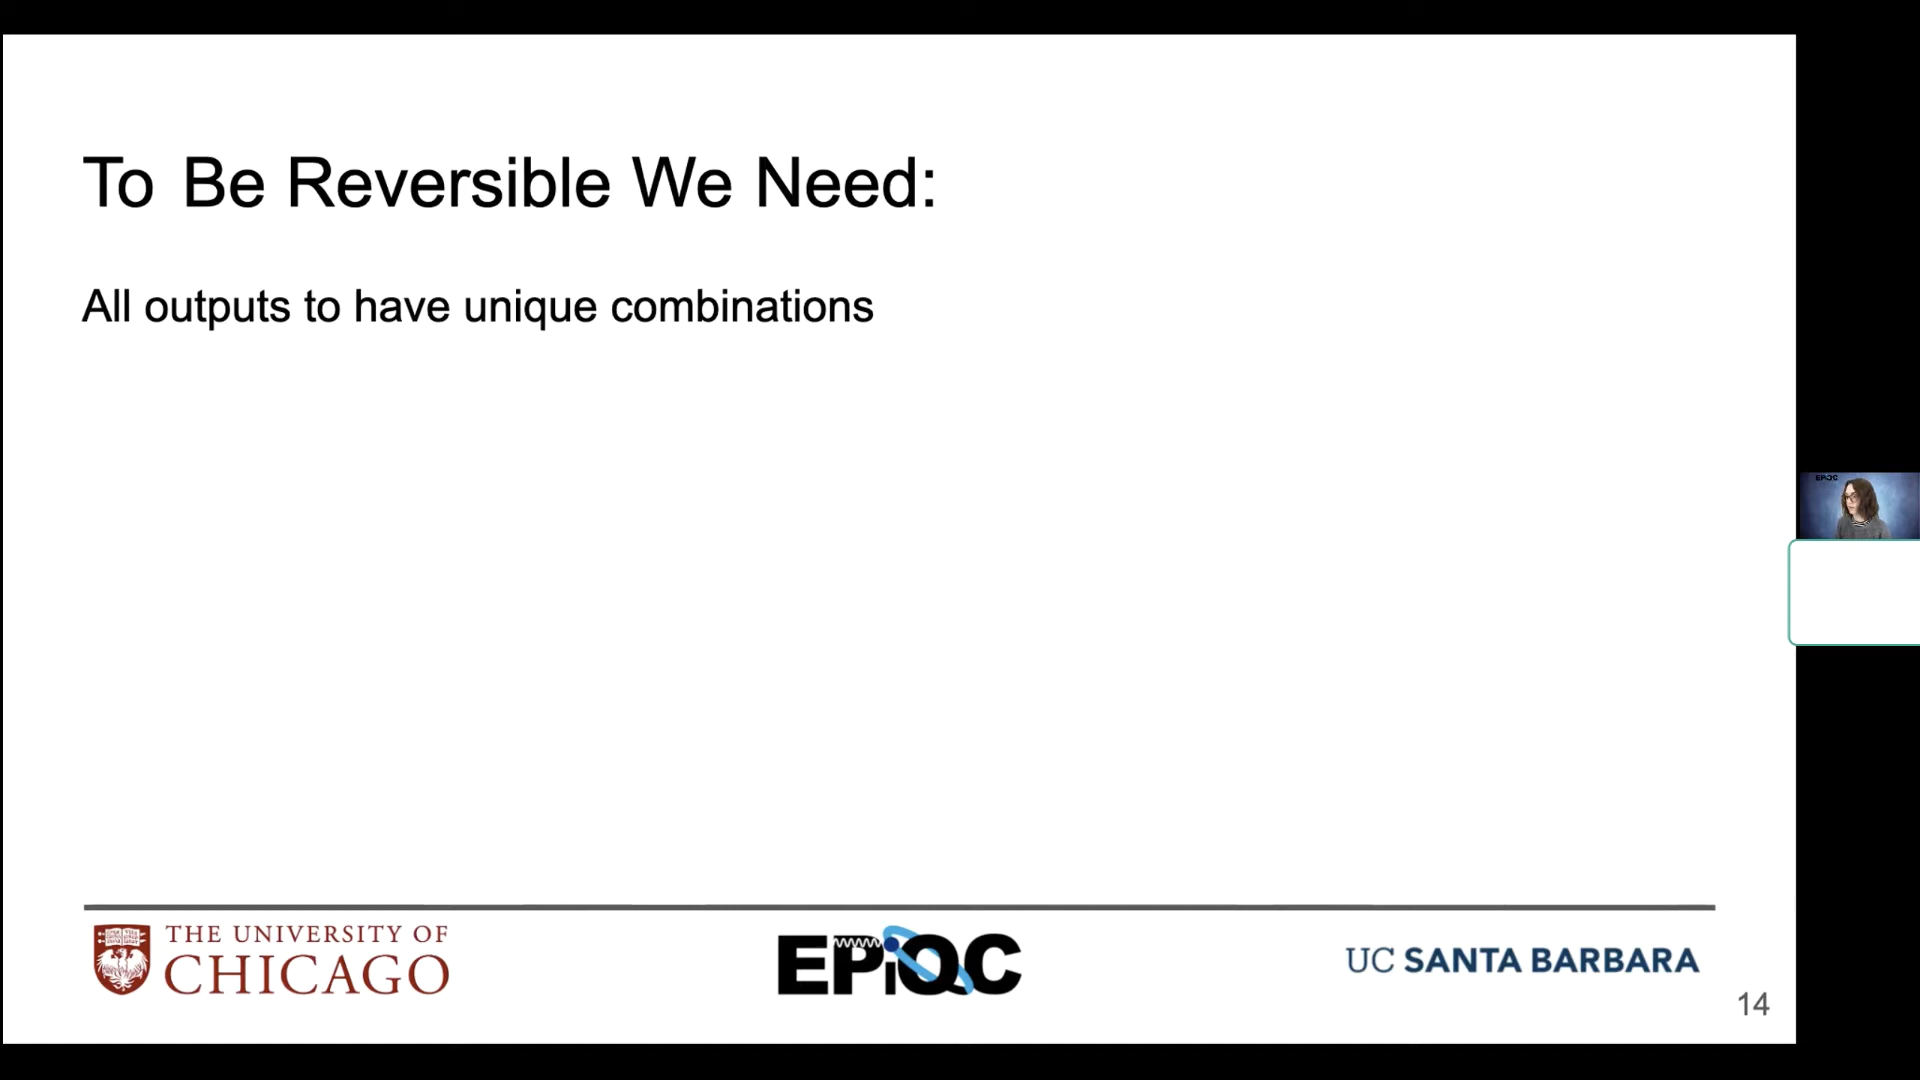 To Be Reversible We Need:
All outputs to have unique combinations
EPiQC
THE UNIVERSITY OF
CHICAGO
EPiQC
UC SANTA BARBARA
14